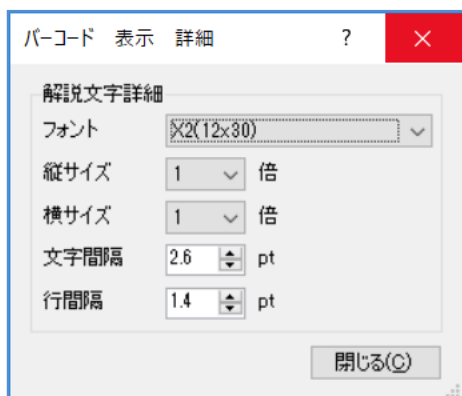 バーコード 表示 詳細 ? ×
解説文字詳細
フォント X2(12x30)
縦サイズ 1 倍
横サイズ 1 倍
文字間隔 2.6 pt
行間隔 1.4 pt
閉じる(C)